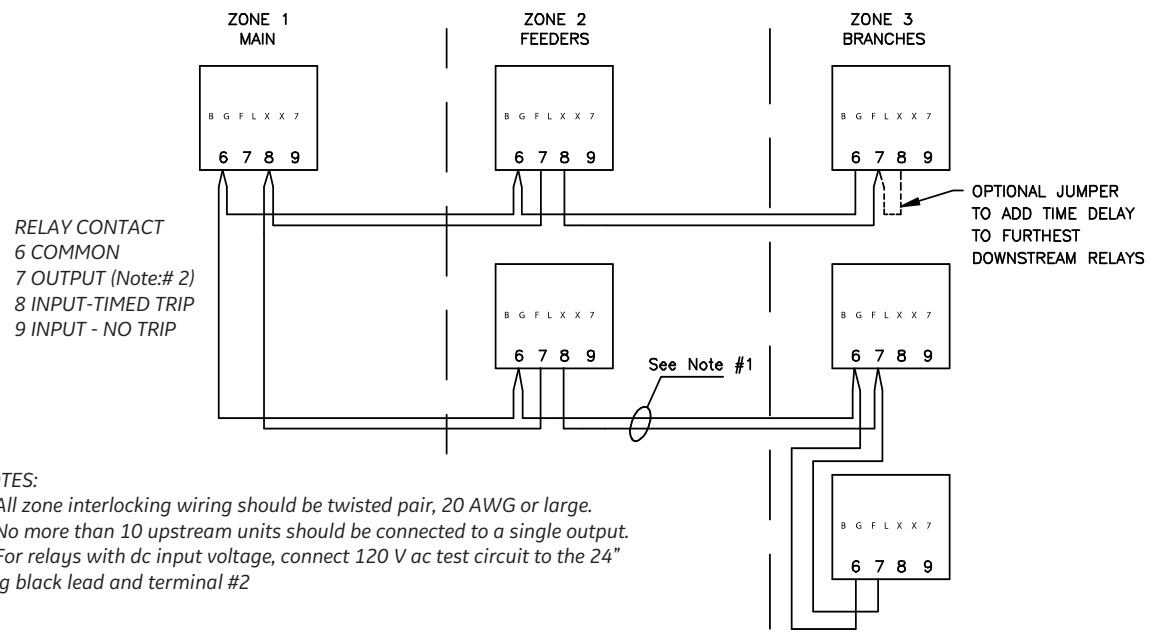 ZONE 1
MAIN
ZONE 2
FEEDERS
ZONE 3
BRANCHES
B G F L X X 7
6 7 8 9
B G F L X X 7
6 7 8 9
B G F L X X 7
6 7 8 9
OPTIONAL JUMPER
TO ADD TIME DELAY
TO FURTHEST
DOWNSTREAM RELAYS
RELAY CONTACT
6 COMMON
7 OUTPUT (Note:# 2)
8 INPUT-TIMED TRIP
9 INPUT - NO TRIP
B G F L X X 7
6 7 8 9
See Note #1
B G F L X X 7
6 7 8 9
B G F L X X 7
6 7 8 9
TES:
All zone interlocking wiring should be twisted pair, 20 AWG or large.
No more than 10 upstream units should be connected to a single output.
For relays with dc input voltage, connect 120 V ac test circuit to the 24”
g black lead and terminal #2